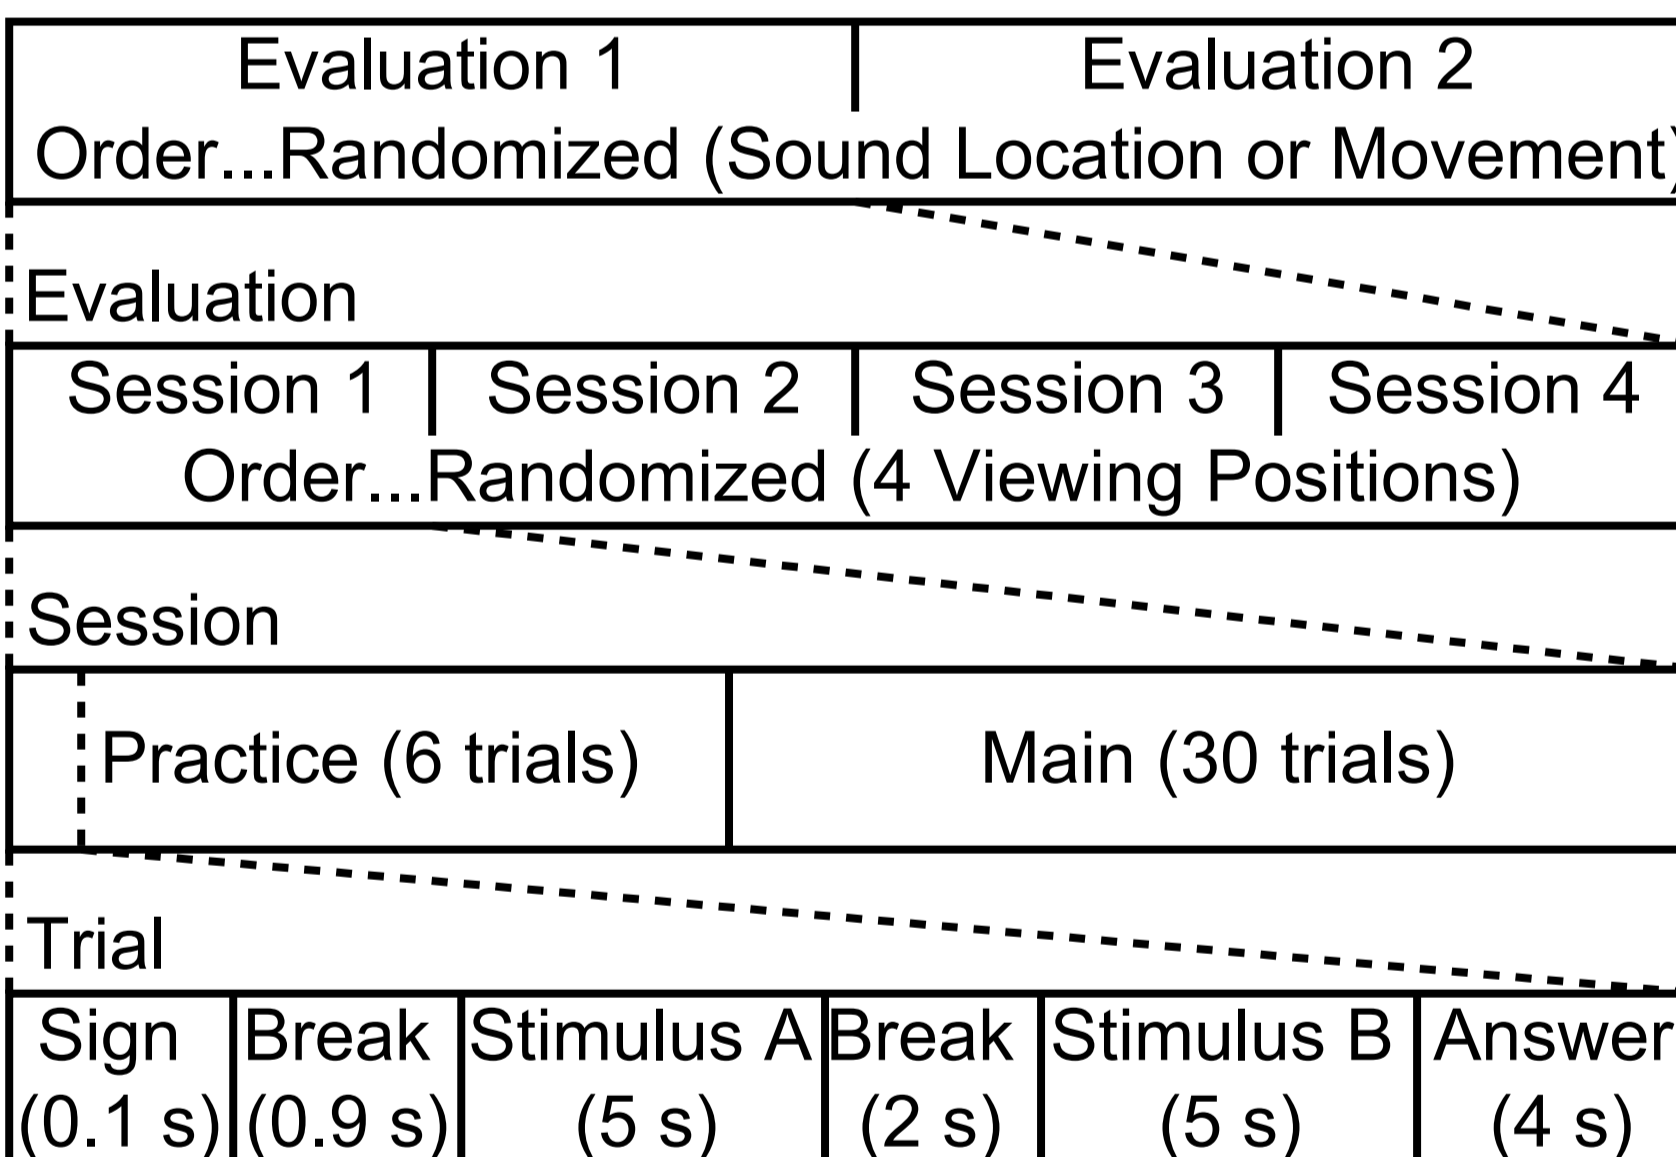 Evaluation 1 Evaluation 2
Order...Randomized (Sound Location or Movement)
Evaluation
Session 1 Session 2 Session 3 Session 4
Order...Randomized (4 Viewing Positions)
Session
Practice (6 trials) Main (30 trials)
Trial
Sign Break Stimulus A Break Stimulus B Answer
(0.1 s) (0.9 s) (5 s) (2 s) (5 s) (4 s)